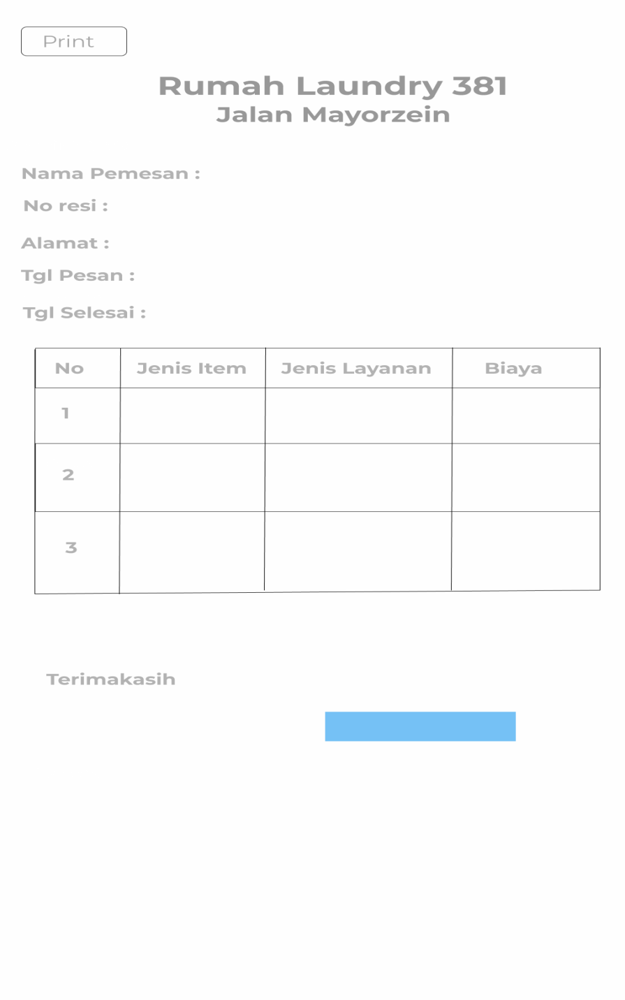 Print
Rumah Laundry 381
Jalan Mayorzein
Nama Pemesan :
No resi :
Alamat :
Tgl Pesan :
Tgl Selesai :
No Jenis Item Jenis Layanan Biaya
1
2
3
Terimakasih